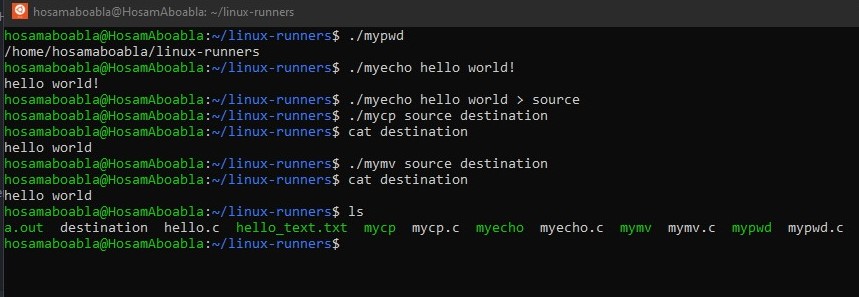 hosamaboabla@HosamAboabla: ~/linux-runners
hosamaboabla@HosamAboabla:~/linux-runners$ ./mypwd
/home/hosamaboabla/linux-runners
hosamaboabla@HosamAboabla:~/linux-runners$ ./myecho hello world!
hello world!
hosamaboabla@HosamAboabla:~/linux-runners$ ./myecho hello world > source
hosamaboabla@HosamAboabla:~/linux-runners$ ./mycp source destination
hosamaboabla@HosamAboabla:~/linux-runners$ cat destination
hello world
hosamaboabla@HosamAboabla:~/linux-runners$ ./mymv source destination
hosamaboabla@HosamAboabla:~/linux-runners$ cat destination
hello world
hosamaboabla@HosamAboabla:~/linux-runners$ ls
a.out destination hello.c hello_text.txt mycp mycp.c myecho myecho.c mymv mymv.c mypwd mypwd.c
hosamaboabla@HosamAboabla:~/linux-runners$